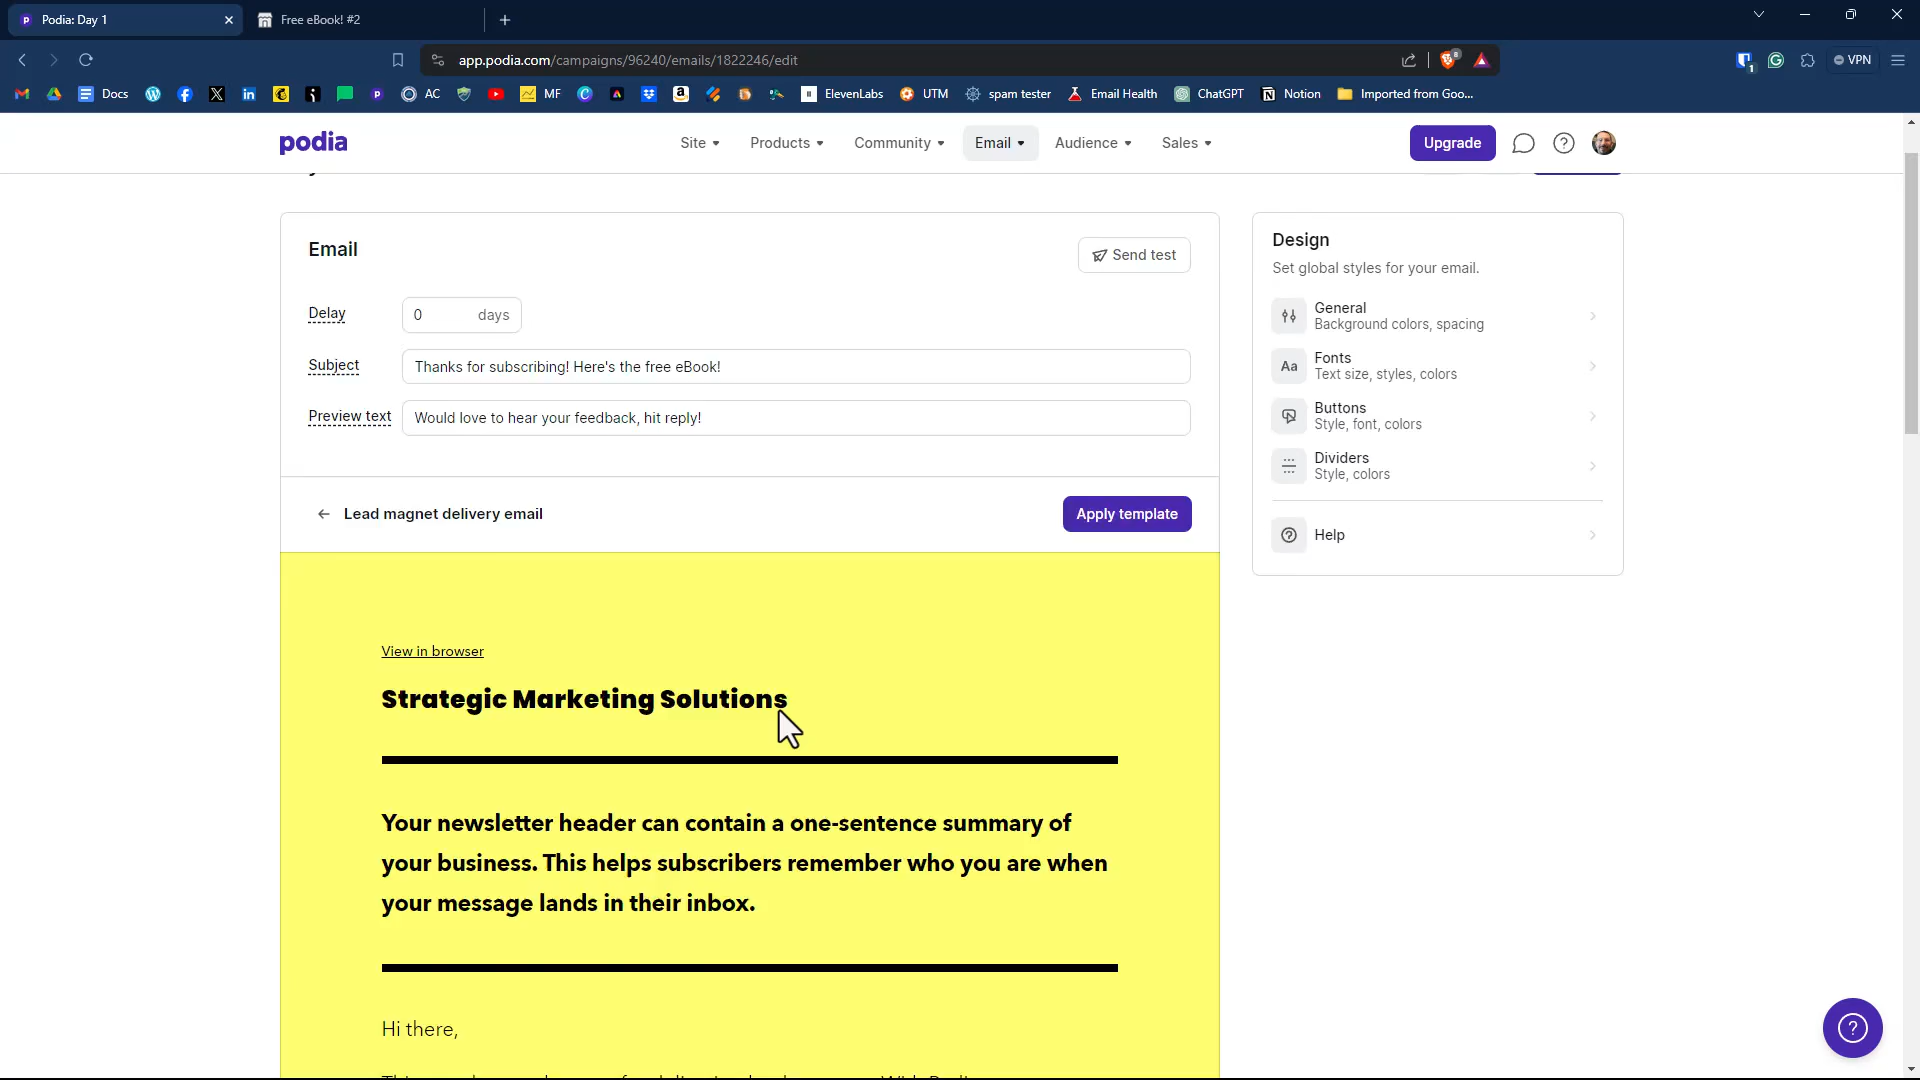 Podia: Day 1
Free eBook! #2
app.podia.com/campaigns/96240/emails/1822246/edit
VPN
Docs
AC
MF
ElevenLabs
UTM
spam tester
Email Health
ChatGPT
Notion
Imported from Goo...
podia
Site
Products
Community
Email
Audience
Sales
Upgrade
Email
Send test
Delay
0 days
Subject
Thanks for subscribing! Here's the free eBook!
Preview text
Would love to hear your feedback, hit reply!
Lead magnet delivery email
Apply template
View in browser
Strategic Marketing Solutions
Your newsletter header can contain a one-sentence summary of
your business. This helps subscribers remember who you are when
your message lands in their inbox.
Hi there,
Design
Set global styles for your email.
General
Background colors, spacing
Aa
Fonts
Text size, styles, colors
Buttons
Style, font, colors
Dividers
Style, colors
Help